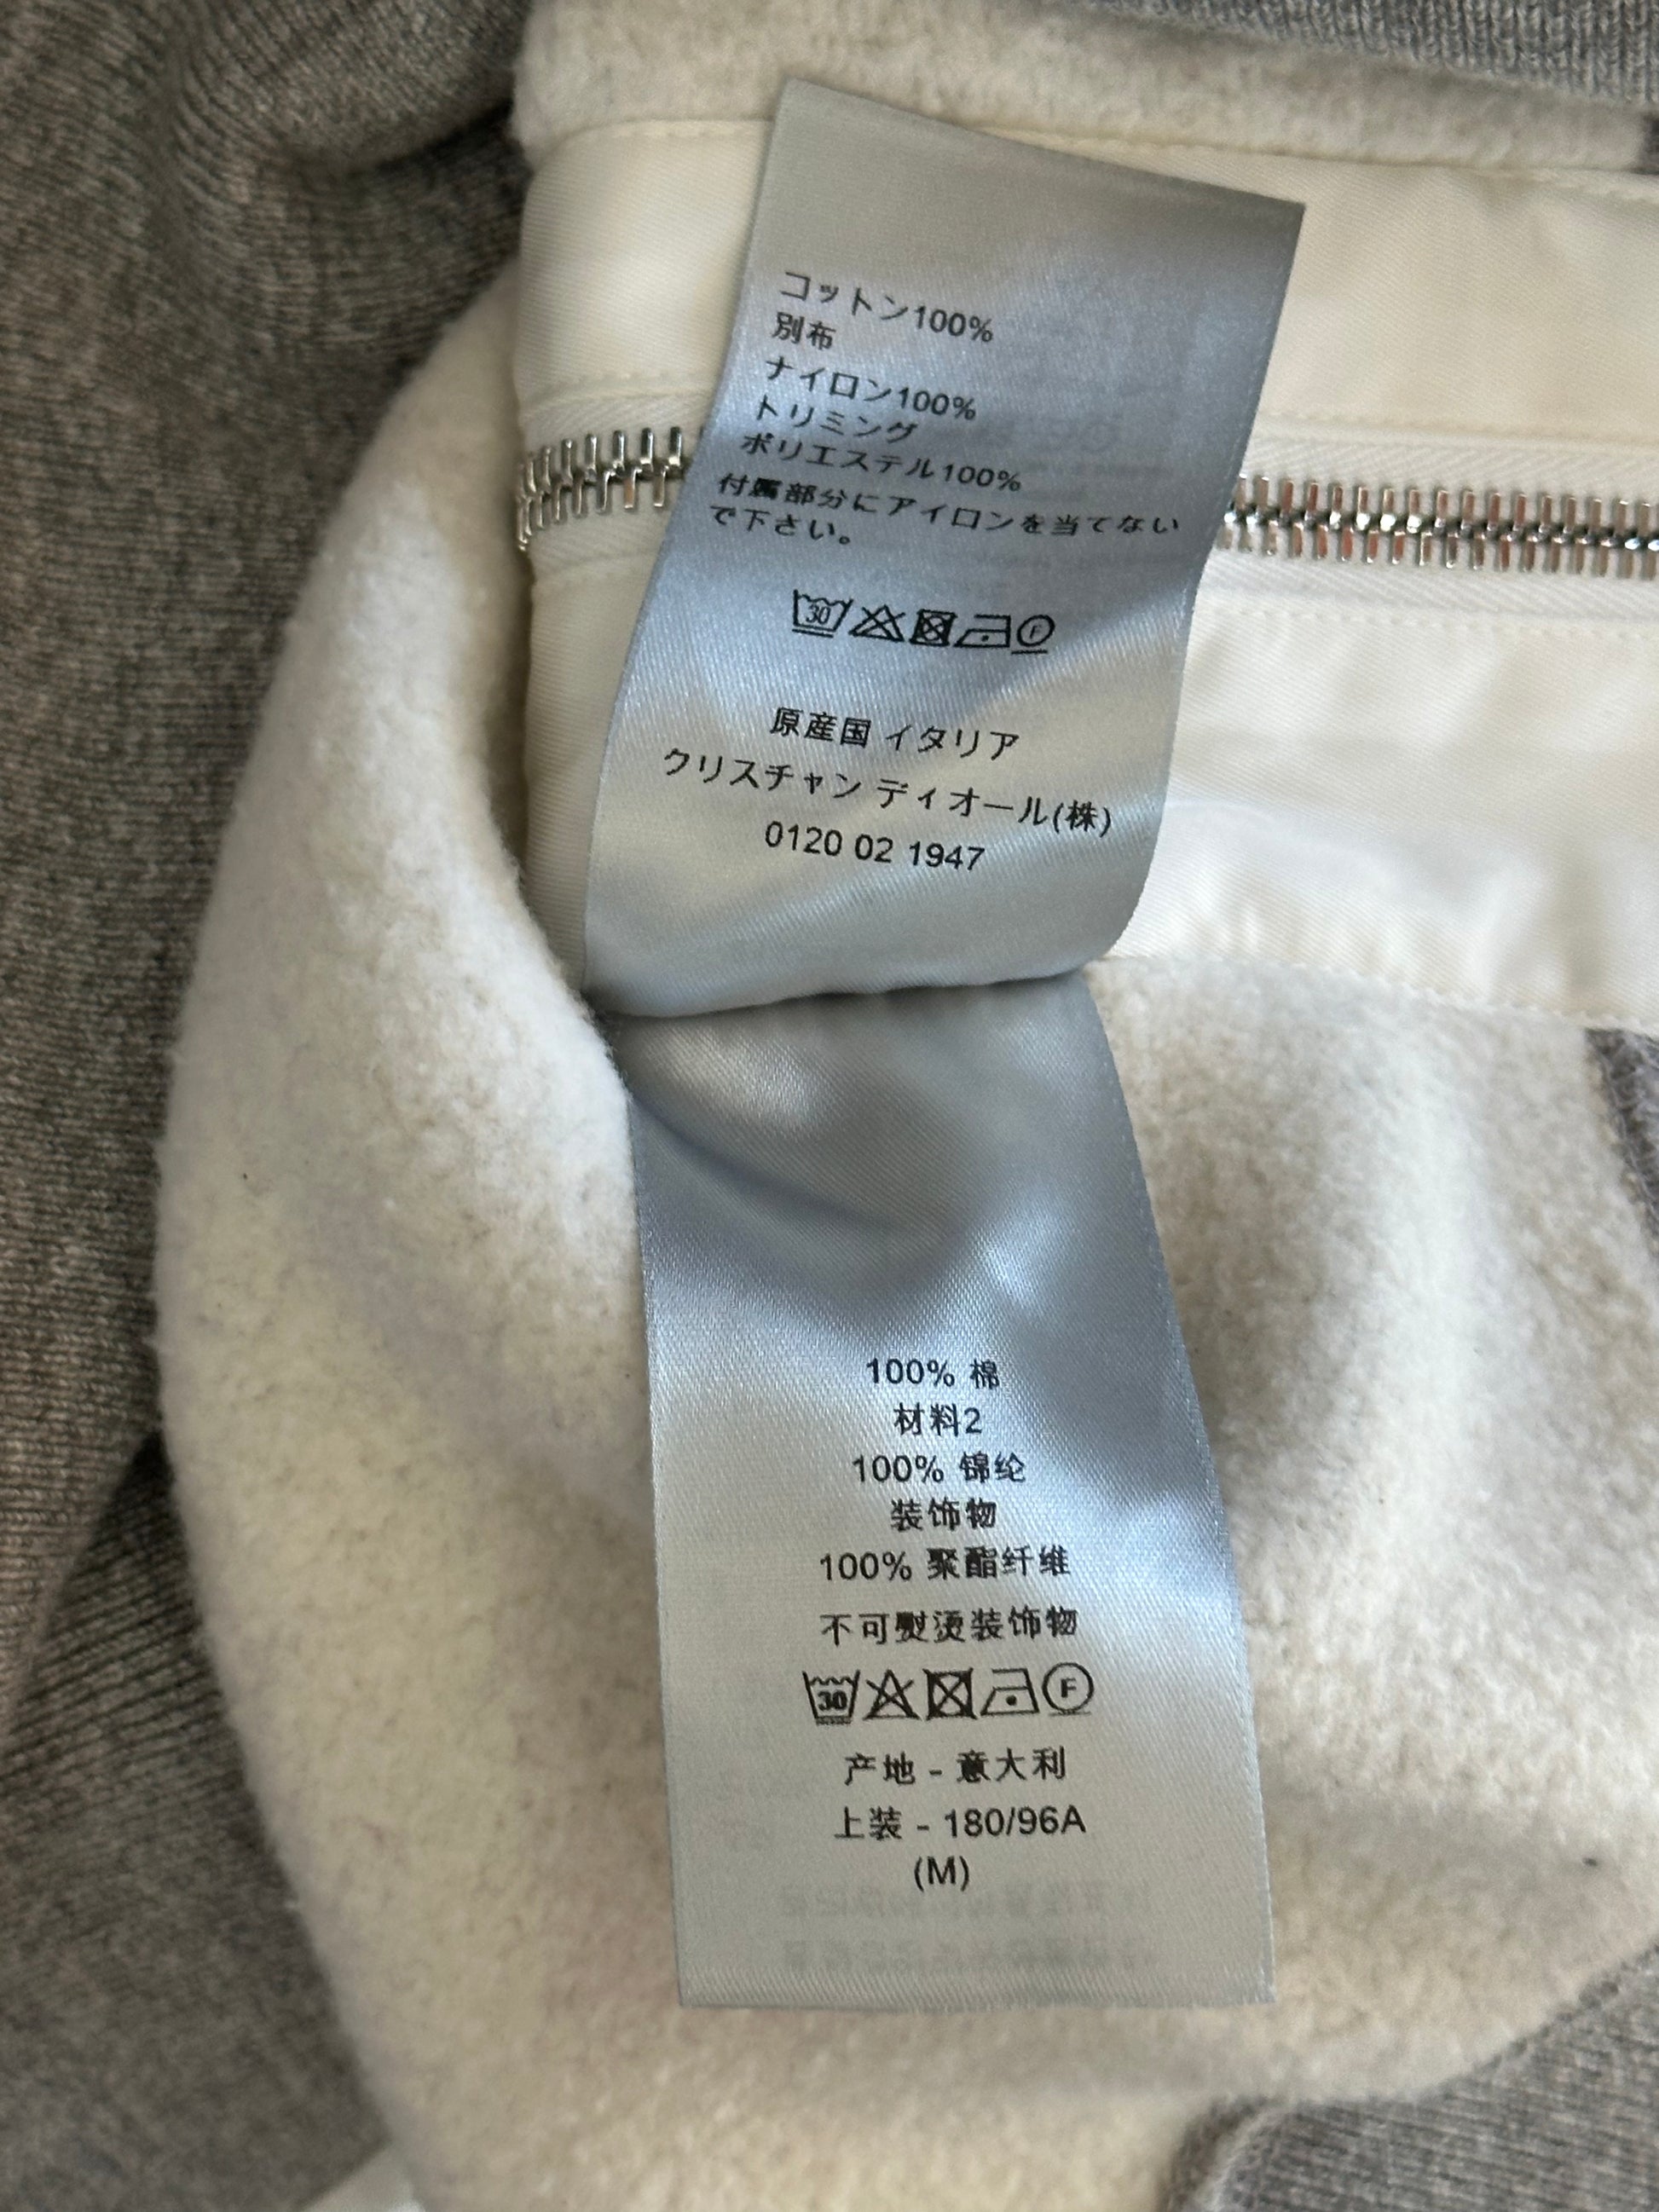 コットン100%
別布
ナイロン100%
トリミング
ポリエステル100%
付属部分にアイロンを当てない
で下さい。
30 F
原産国 イタリア
クリスチャン ディオール(株)
0120 02 1947
100% 棉
材料2
100% 锦纶
装饰物
100% 聚酯纤维
不可熨烫装饰物
30 F
产地 - 意大利
上装 - 180/96A
(M)